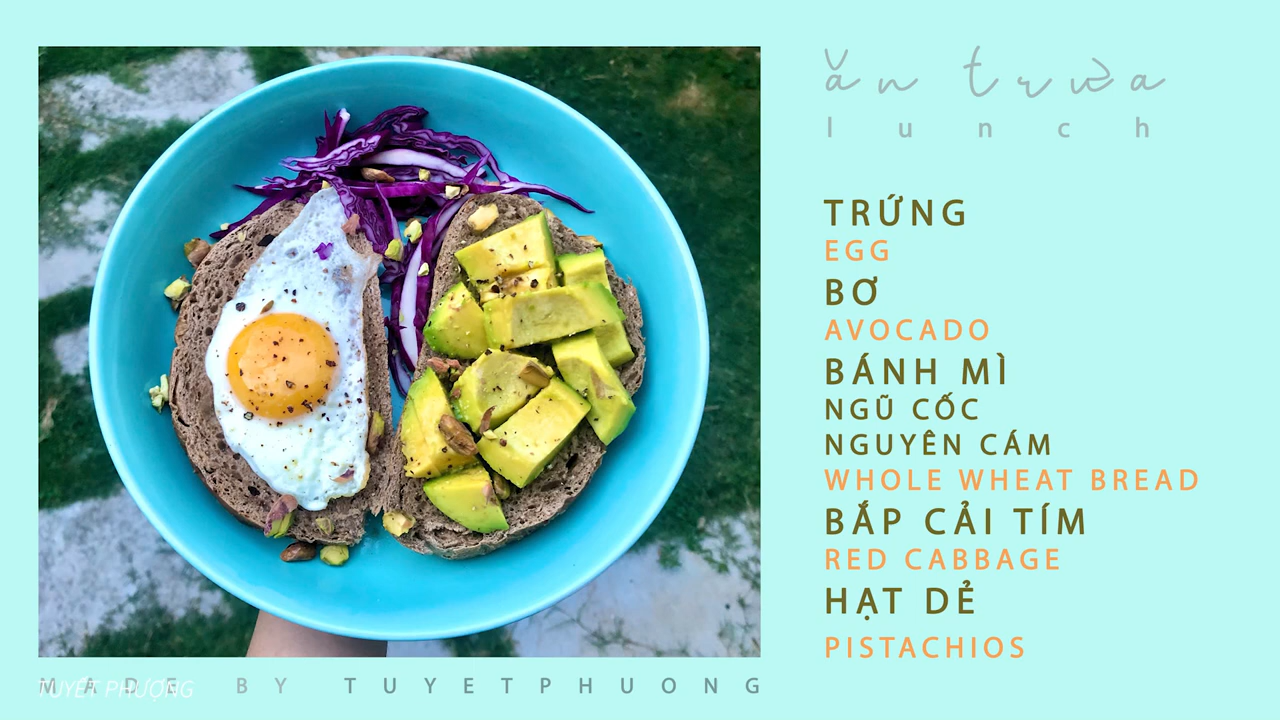 ăn trưa
lunch
TRỨNG
EGG
BƠ
AVOCADO
BÁNH MÌ
NGŨ CỐC
NGUYÊN CÁM
WHOLE WHEAT BREAD
BẮP CẢI TÍM
RED CABBAGE
HẠT DẺ
PISTACHIOS
MADE BY TUYETPHUONG
TUYẾT PHƯỢNG